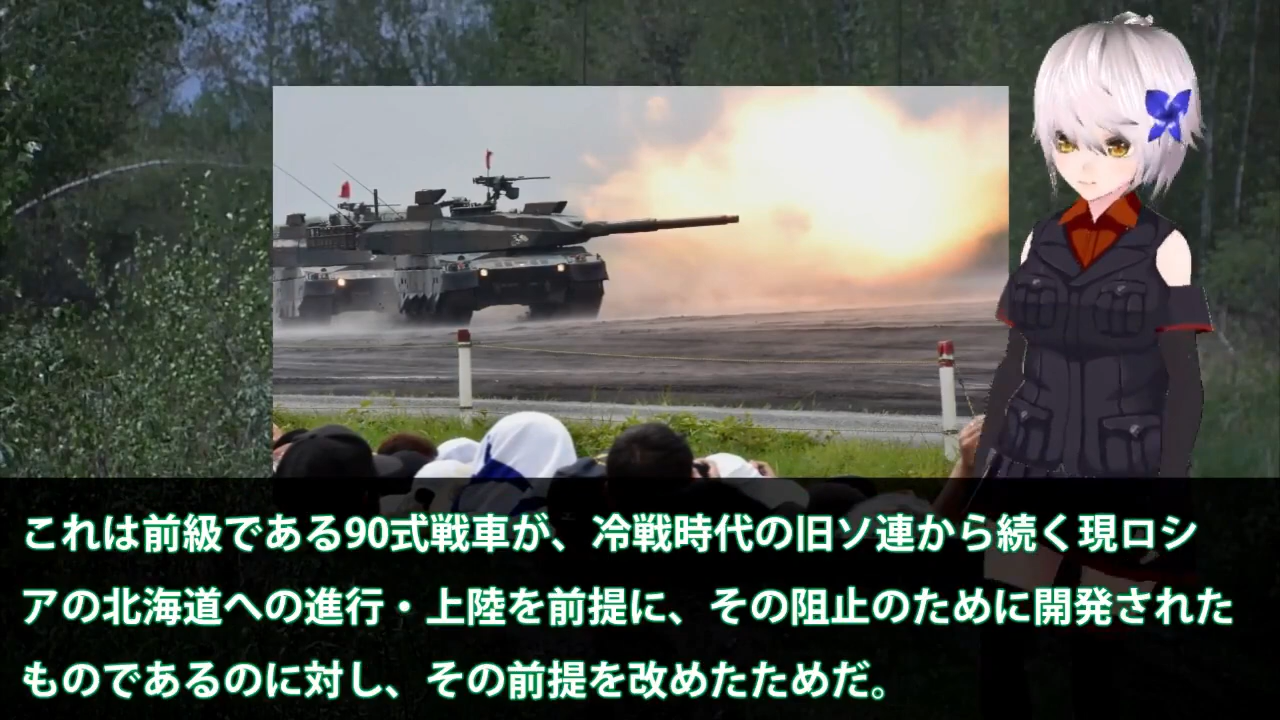 これは前級である90式戦車が、冷戦時代の旧ソ連から続く現ロシ
アの北海道への進行・上陸を前提に、その阻止のために開発された
ものであるのに対し、その前提を改めたためだ。